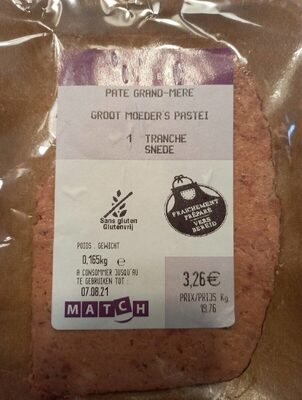 PATE GRAND-MERE
GROOT MOEDER'S PASTEI
1 TRANCHE
SNEDE
Sans gluten
Glutenvrij
FRAICHEMENT
PRÉPARÉ
VERS
BEREID
POIDS . GEWICHT
0,165kg e
A CONSOMMER JUSQU'AU
TE GEBRUIKEN TOT :
07.08.21
3,26€
PRIX/PRIJS Kg
19.76
MATCH